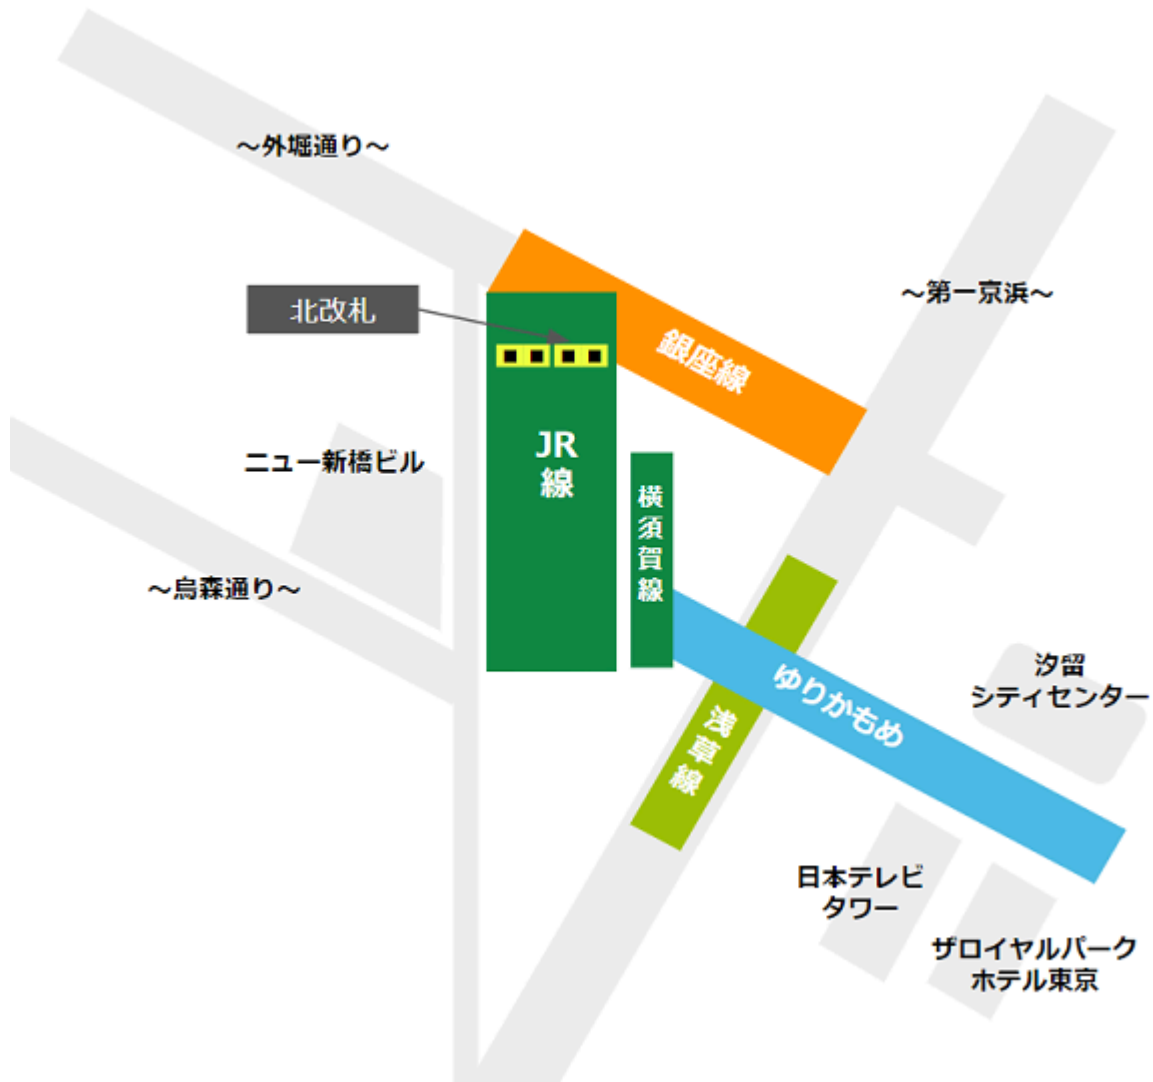 ～外堀通り～
～第一京浜～
北改札
銀座線
JR
線
ニュー新橋ビル
横須賀線
～烏森通り～
汐留
シティセンター
ゆりかもめ
浅草線
日本テレビ
タワー
ザロイヤルパーク
ホテル東京